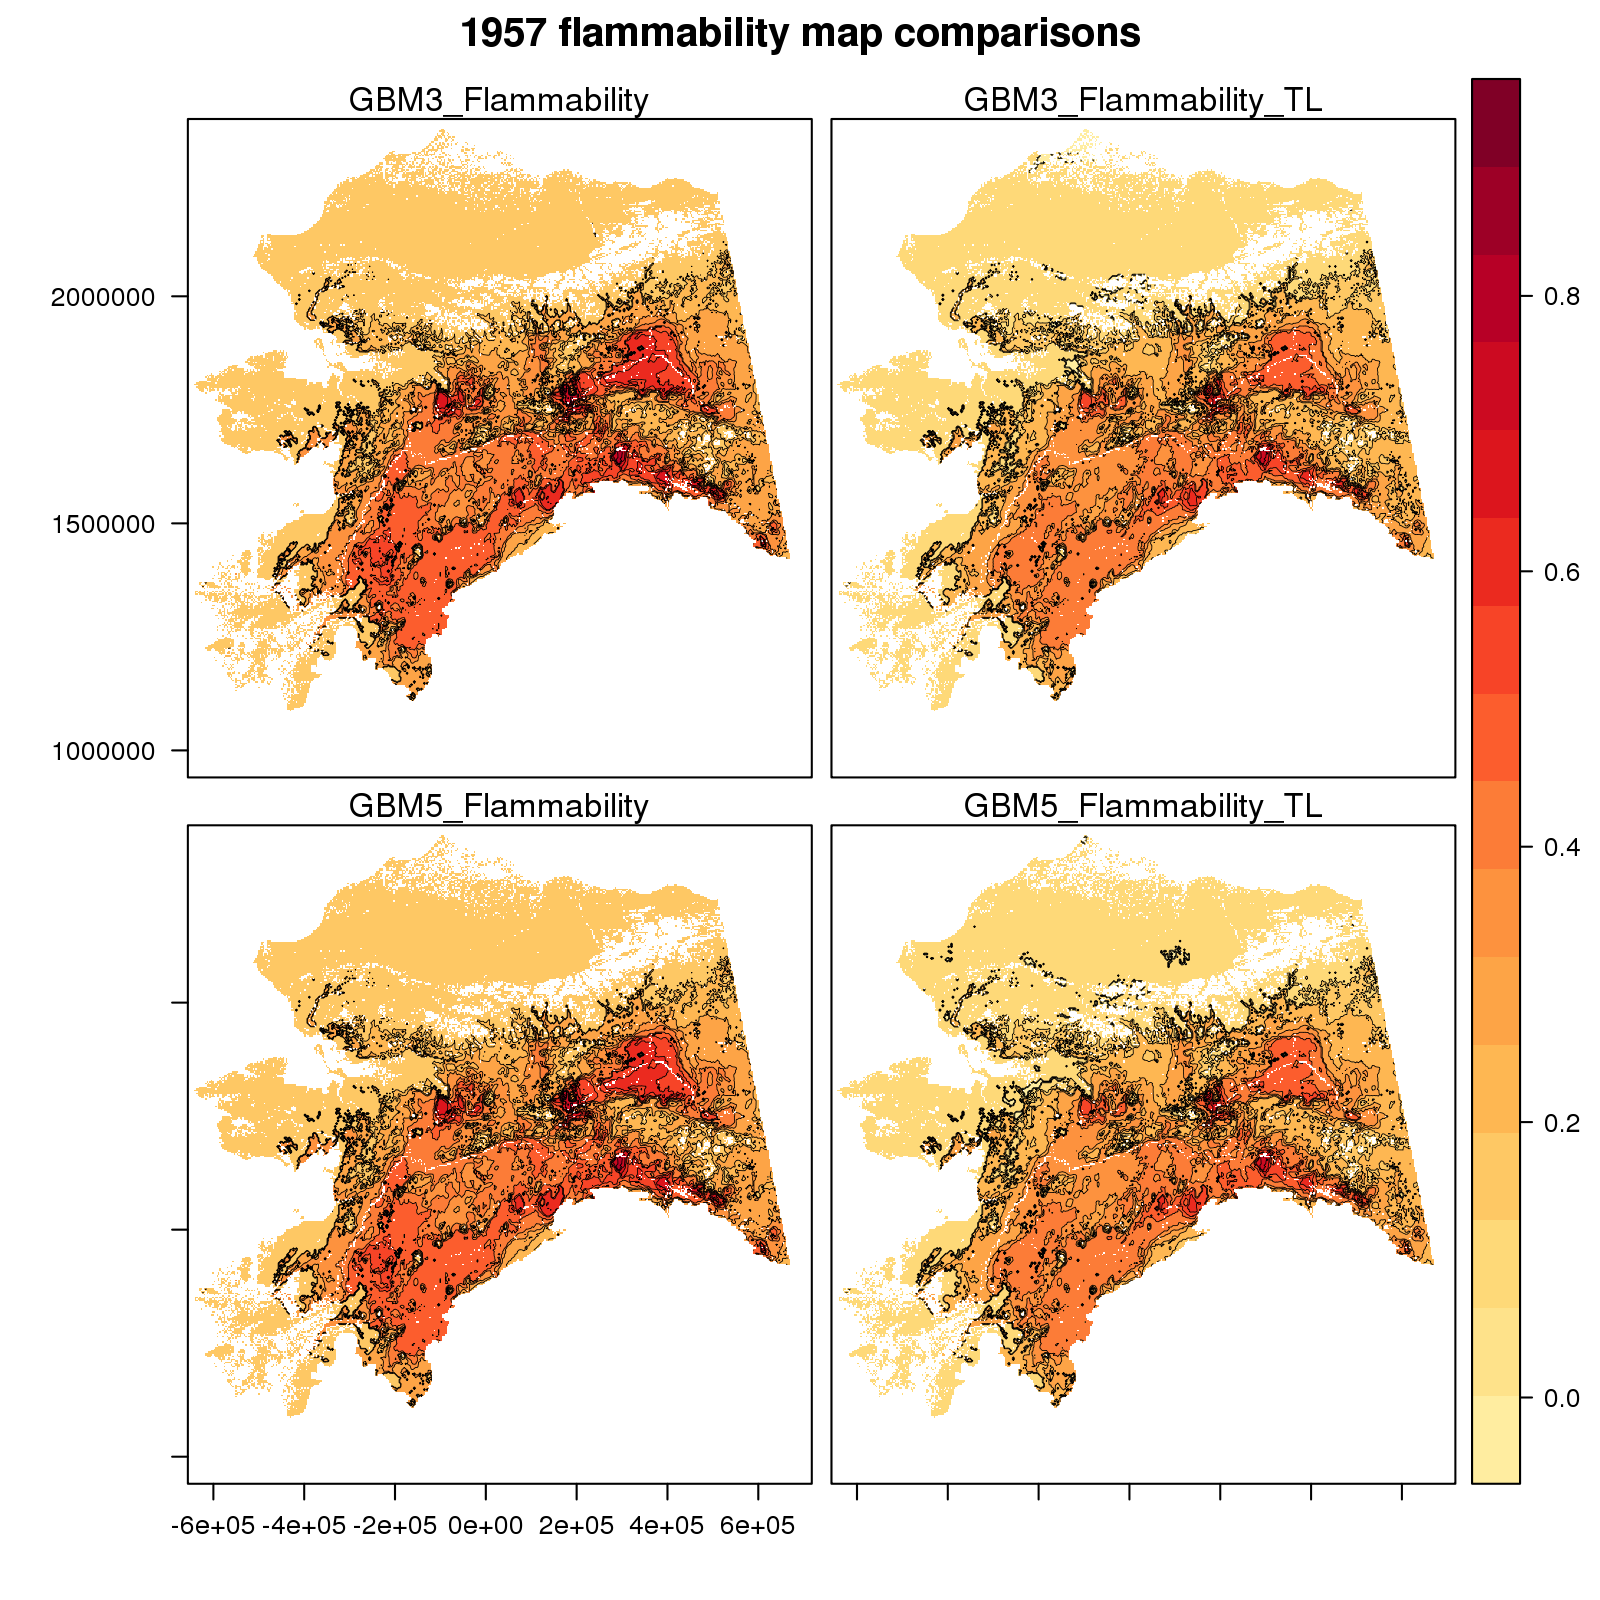 1957 flammability map comparisons
GBM3_Flammability
GBM3_Flammability_TL
2000000
1500000
1000000
GBM5_Flammability
GBM5_Flammability_TL
-6e+05 -4e+05 -2e+05 0e+00 2e+05 4e+05 6e+05
0.8
0.6
0.4
0.2
0.0